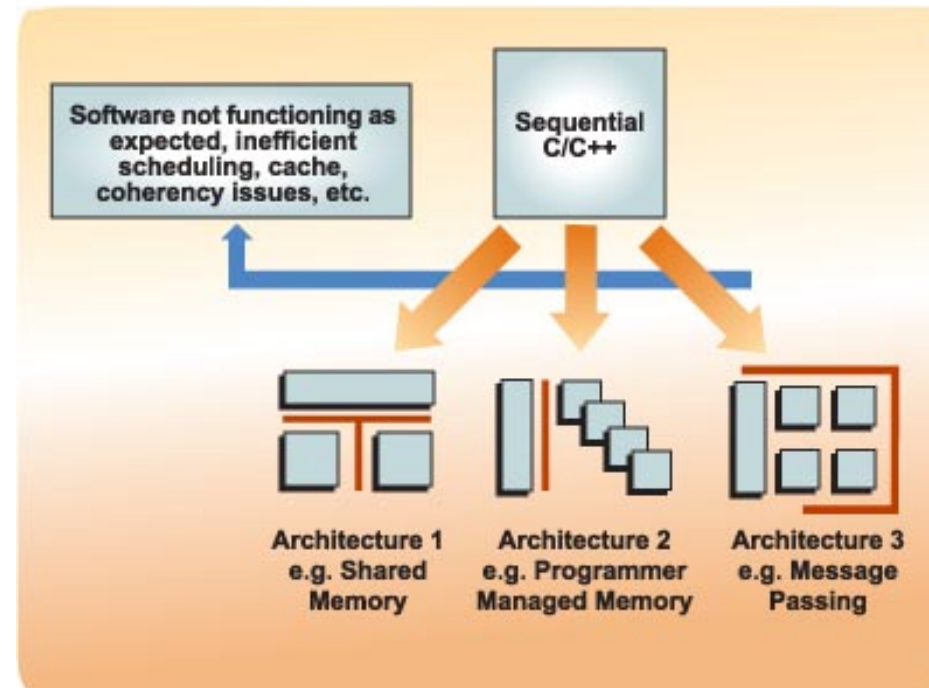 Software not functioning as
expected, inefficient
scheduling, cache,
coherency issues, etc.
Sequential
C/C++
Architecture 1
e.g. Shared
Memory
Architecture 2
e.g. Programmer
Managed Memory
Architecture 3
e.g. Message
Passing